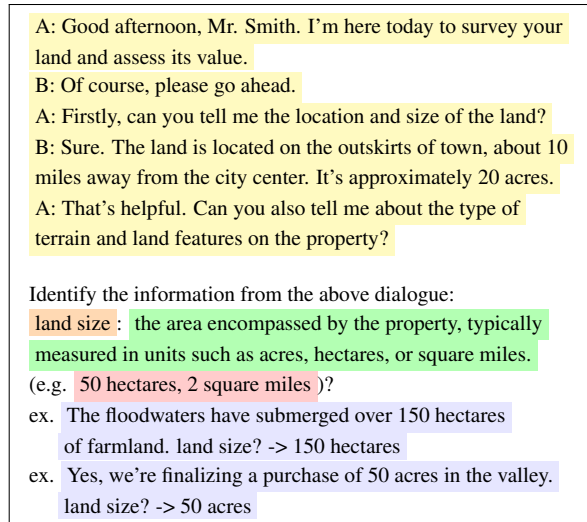 A: Good afternoon, Mr. Smith. I'm here today to survey your
land and assess its value.
B: Of course, please go ahead.
A: Firstly, can you tell me the location and size of the land?
B: Sure. The land is located on the outskirts of town, about 10
miles away from the city center. It's approximately 20 acres.
A: That's helpful. Can you also tell me about the type of
terrain and land features on the property?
Identify the information from the above dialogue:
land size : the area encompassed by the property, typically
measured in units such as acres, hectares, or square miles.
(e.g. 50 hectares, 2 square miles )?
ex. The floodwaters have submerged over 150 hectares
of farmland. land size? -> 150 hectares
ex. Yes, we're finalizing a purchase of 50 acres in the valley.
land size? -> 50 acres